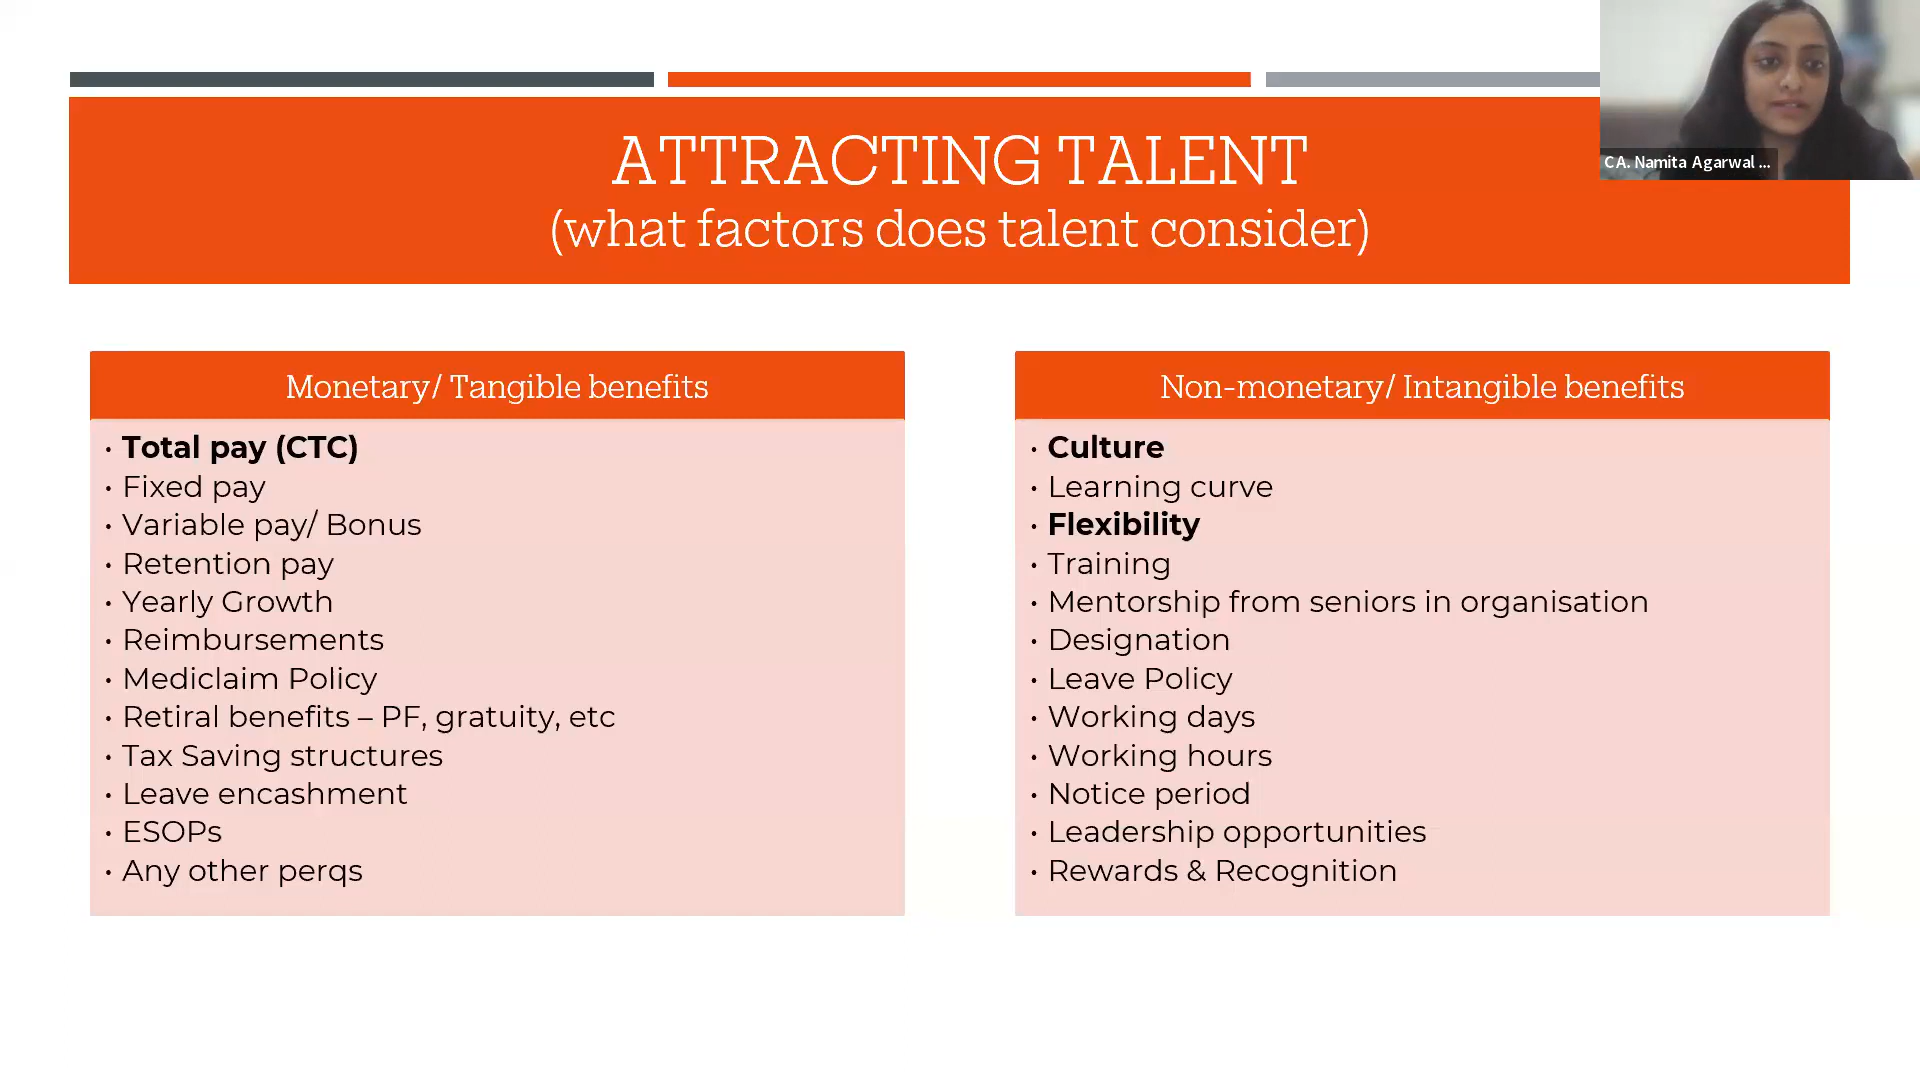 ATTRACTING TALENT
(what factors does talent consider)
CA. Namita Agarwal ...
Monetary/ Tangible benefits
• Total pay (CTC)
• Fixed pay
• Variable pay/ Bonus
• Retention pay
• Yearly Growth
• Reimbursements
• Mediclaim Policy
• Retiral benefits – PF, gratuity, etc
• Tax Saving structures
• Leave encashment
• ESOPs
• Any other perqs
Non-monetary/ Intangible benefits
• Culture
• Learning curve
• Flexibility
• Training
• Mentorship from seniors in organisation
• Designation
• Leave Policy
• Working days
• Working hours
• Notice period
• Leadership opportunities
• Rewards & Recognition